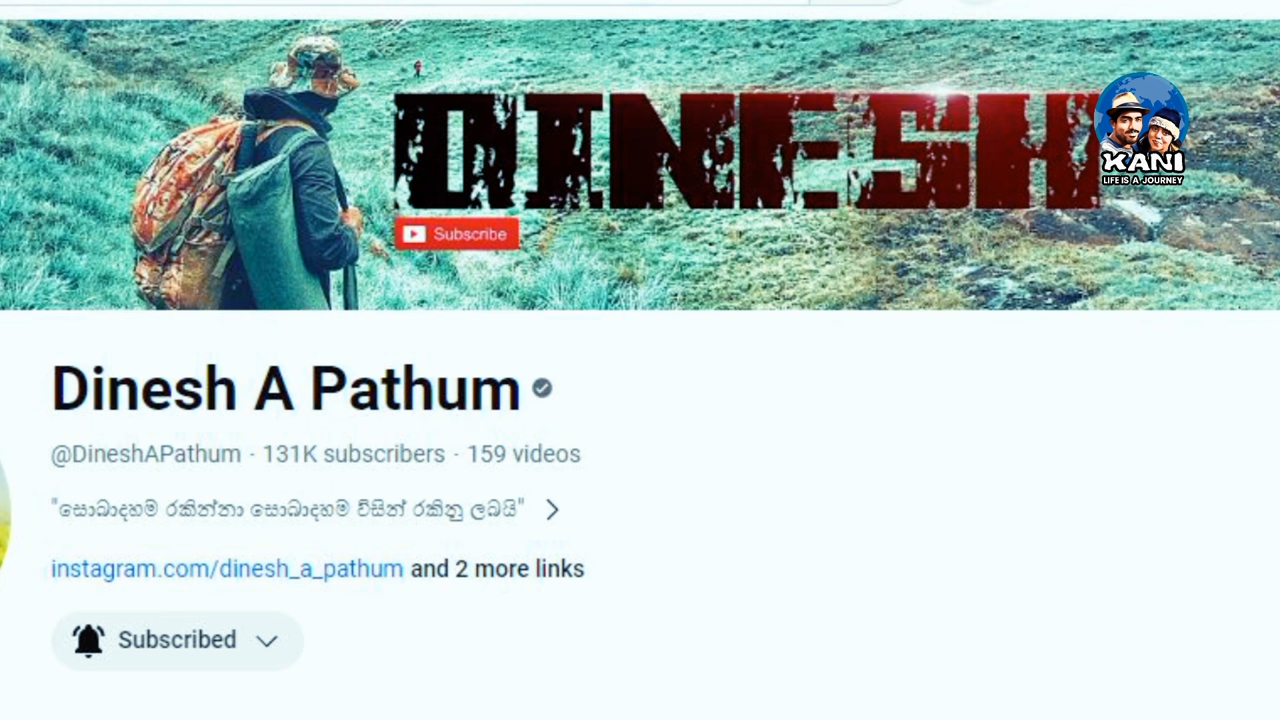 DINESH
KANI
LIFE IS A JOURNEY
Subscribe
Dinesh A Pathum
@DineshAPathum · 131K subscribers · 159 videos
"සොබාදහම රකින්නා සොබාදහම විසින් රකිනු ලබයි"
instagram.com/dinesh_a_pathum and 2 more links
Subscribed